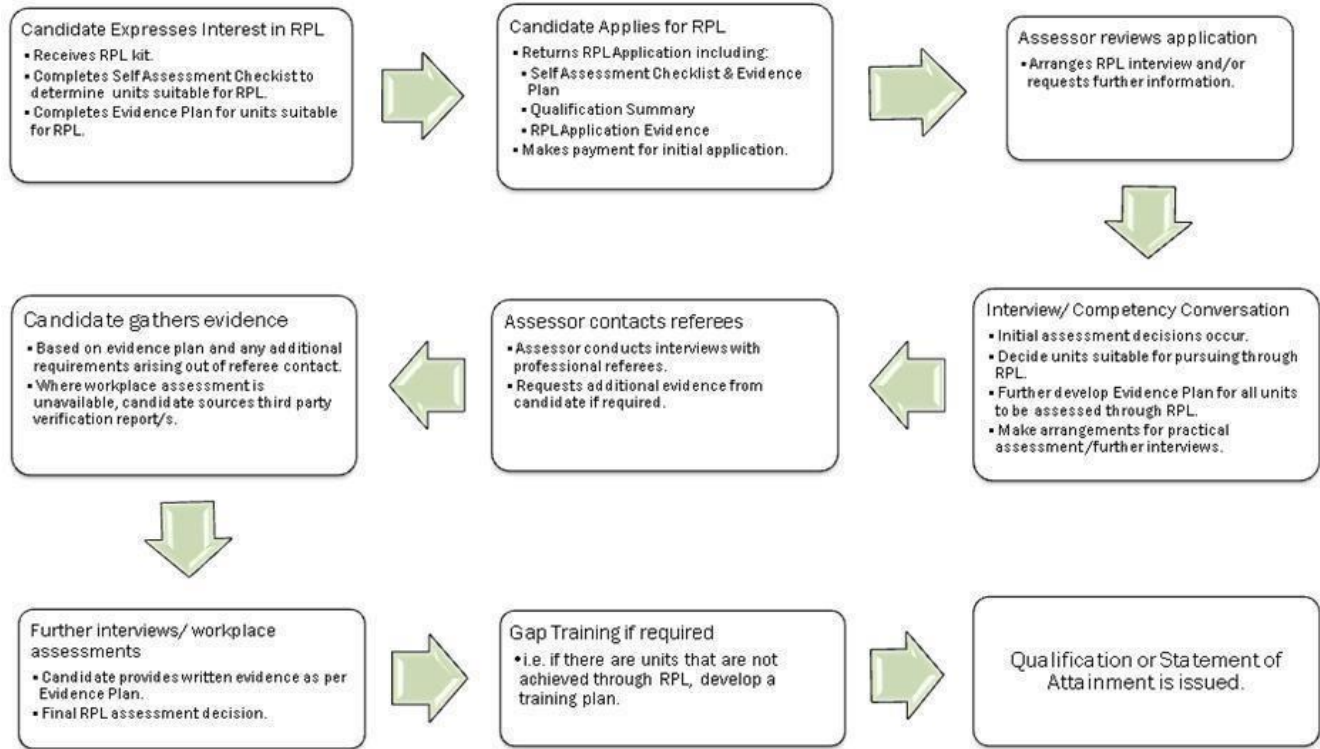 Candidate Expresses Interest in RPL
▪ Receives RPL kit.
▪ Completes Self Assessment Checkist to
determine units suitable for RPL.
▪ Completes Evidence Plan for units suitable
for RPL.
Candidate Applies for RPL
▪ Returns RPL Application including:
▪ Self Assessment Checklist & Evidence
Plan
▪ Qualification Summary
▪ RPL Application Evidence
▪ Makes payment for initial application.
Assessor reviews application
▪ Arranges RPL interview and/or
requests further information.
Interview/ Competency Conversation
▪ Initial assessment decisions occur.
▪ Decide units suitable for pursuing through
RPL.
▪ Further develop Evidence Plan for all units
to be assessed through RPL.
▪ Make arrangements for practical
assessment/further interviews.
Assessor contacts referees
▪ Assessor conducts interviews with
professional referees.
▪ Requests additional evidence from
candidate if required.
Candidate gathers evidence
▪ Based on evidence plan and any additional
requirements arising out of referee contact.
▪ Where workplace assessment is
unavailable, candidate sources third party
verification report/s.
Further interviews/ workplace
assessments
▪ Candidate provides written evidence as per
Evidence Plan.
▪ Final RPL assessment decision.
Gap Training if required
• i.e. if there are units that are not
achieved through RPL, develop a
training plan.
Qualification or Statement of
Attainment is issued.